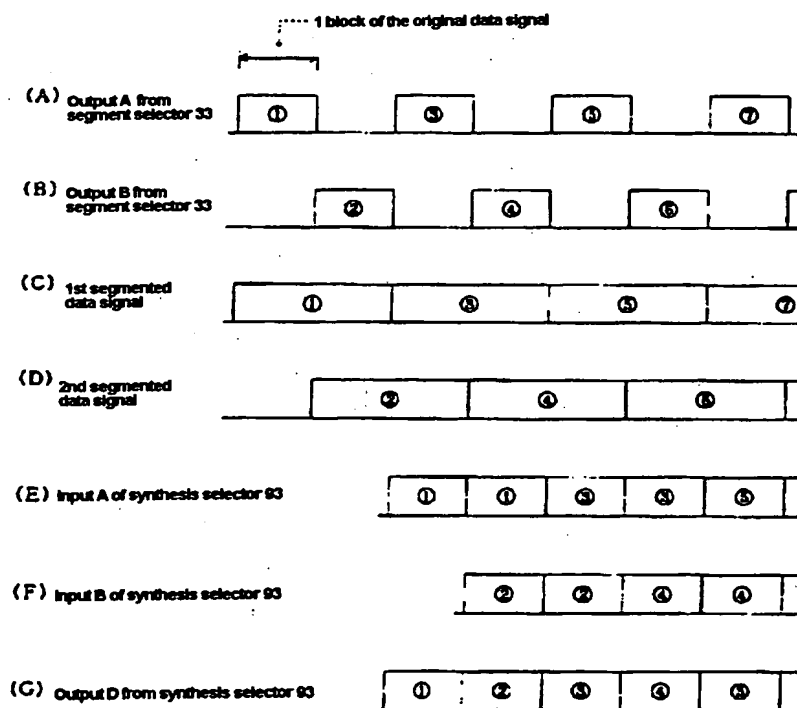 1 block of the original data signal
(A) Output A from
segment selector 33
① ③ ⑤ ⑦
(B) Output B from
segment selector 33
② ④ ⑥
(C) 1st segmented
data signal
① ③ ⑤ ⑦
(D) 2nd segmented
data signal
② ④ ⑥
(E) Input A of synthesis selector 93
① ① ③ ③ ⑤
(F) Input B of synthesis selector 93
② ② ④ ④
(G) Output D from synthesis selector 93
① ② ③ ④ ⑤